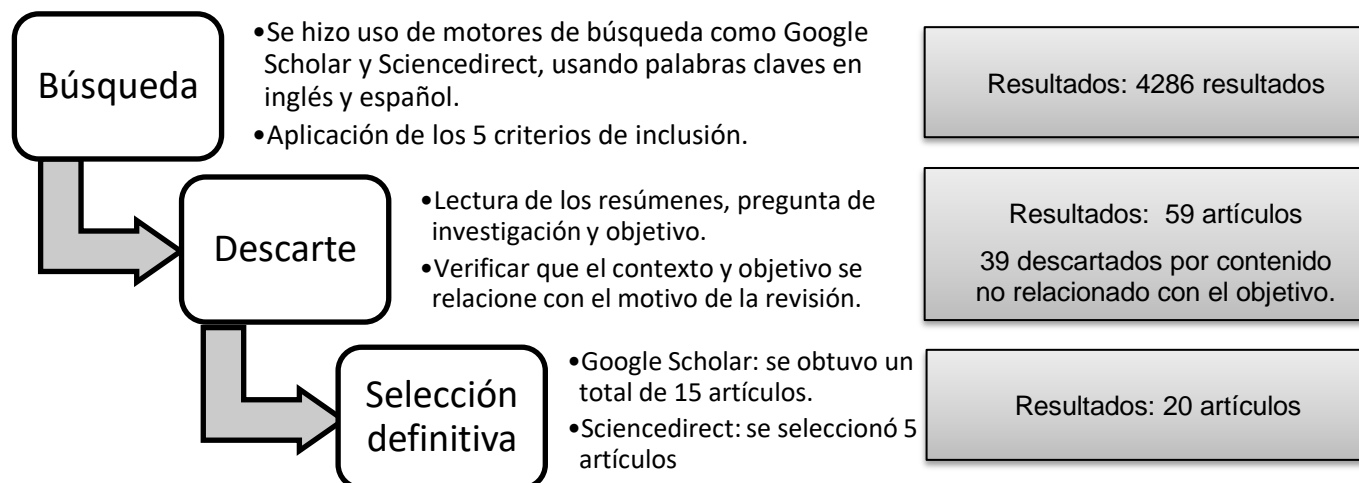 Búsqueda
•Se hizo uso de motores de búsqueda como Google
Scholar y Sciencedirect, usando palabras claves en
inglés y español.
•Aplicación de los 5 criterios de inclusión.
Resultados: 4286 resultados
Descarte
•Lectura de los resúmenes, pregunta de
investigación y objetivo.
•Verificar que el contexto y objetivo se
relacione con el motivo de la revisión.
Resultados: 59 artículos
39 descartados por contenido
no relacionado con el objetivo.
Selección
definitiva
•Google Scholar: se obtuvo un
total de 15 artículos.
•Sciencedirect: se seleccionó 5
artículos
Resultados: 20 artículos